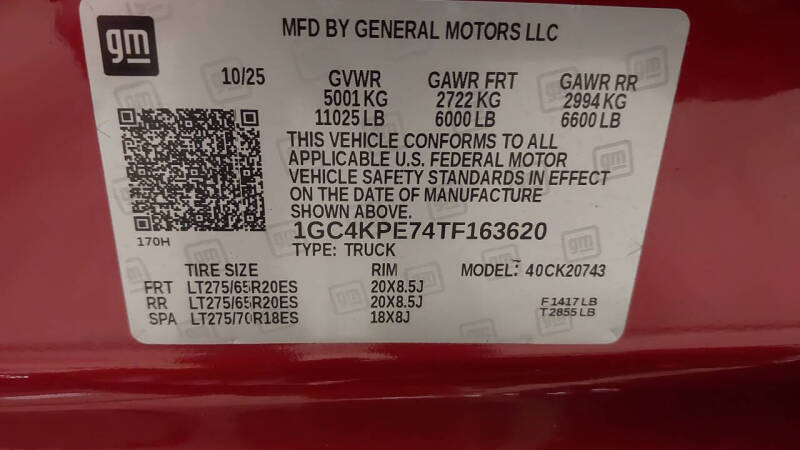 gm
MFD BY GENERAL MOTORS LLC
10/25 GVWR GAWR FRT GAWR RR
5001 KG 2722 KG 2994 KG
11025 LB 6000 LB 6600 LB
THIS VEHICLE CONFORMS TO ALL
APPLICABLE U.S. FEDERAL MOTOR
VEHICLE SAFETY STANDARDS IN EFFECT
ON THE DATE OF MANUFACTURE
SHOWN ABOVE.
170H
1GC4KPE74TF163620
TYPE: TRUCK
TIRE SIZE RIM MODEL: 40CK20743
FRT LT275/65R20ES 20X8.5J
RR LT275/65R20ES 20X8.5J F 1417 LB
SPA LT275/70R18ES 18X8J T 2855 LB